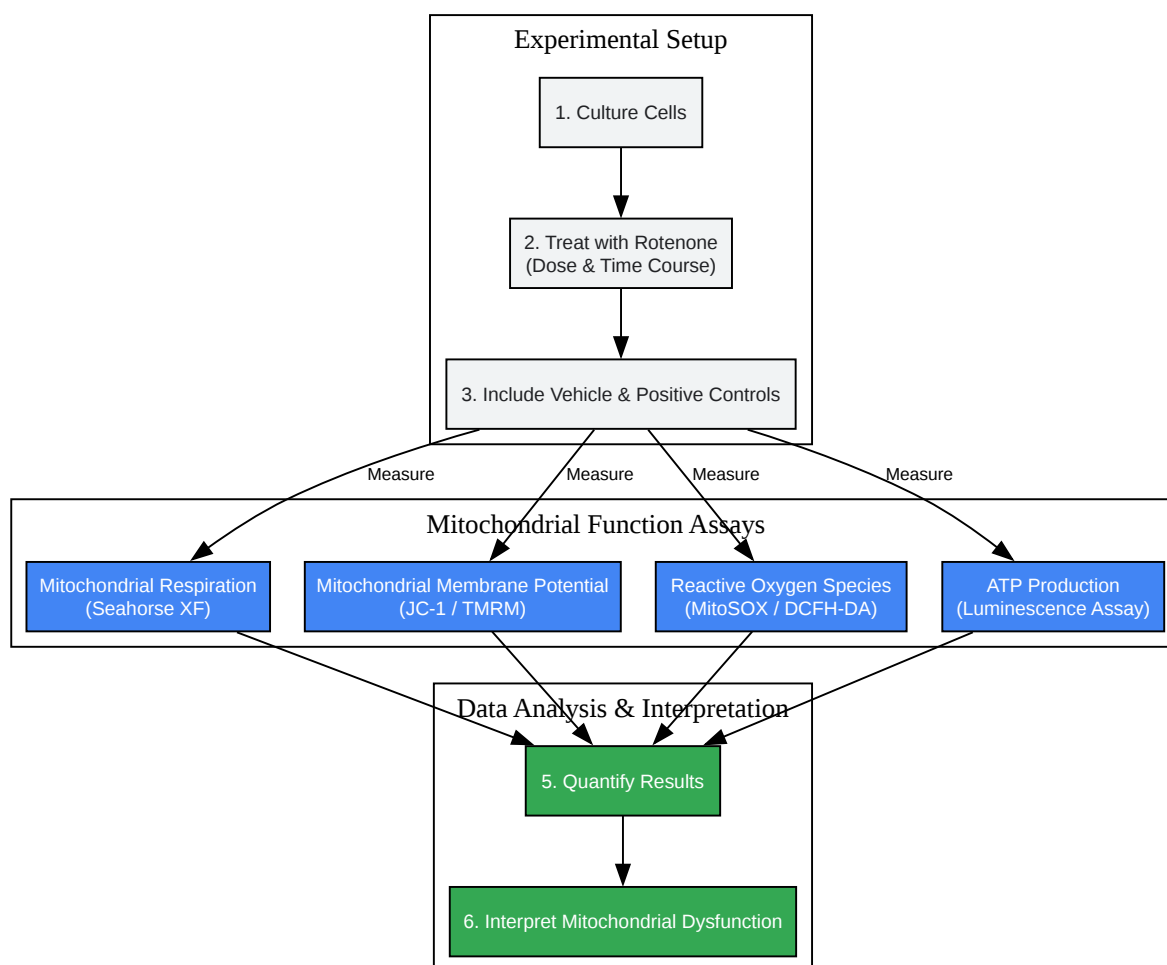 Experimental Setup
1. Culture Cells
2. Treat with Rotenone
(Dose & Time Course)
3. Include Vehicle & Positive Controls
Measure
Measure
Measure
Measure
Mitochondrial Function Assays
Mitochondrial Respiration
(Seahorse XF)
Mitochondrial Membrane Potential
(JC-1 / TMRM)
Reactive Oxygen Species
(MitoSOX / DCFH-DA)
ATP Production
(Luminescence Assay)
Data Analysis & Interpretation
5. Quantify Results
6. Interpret Mitochondrial Dysfunction